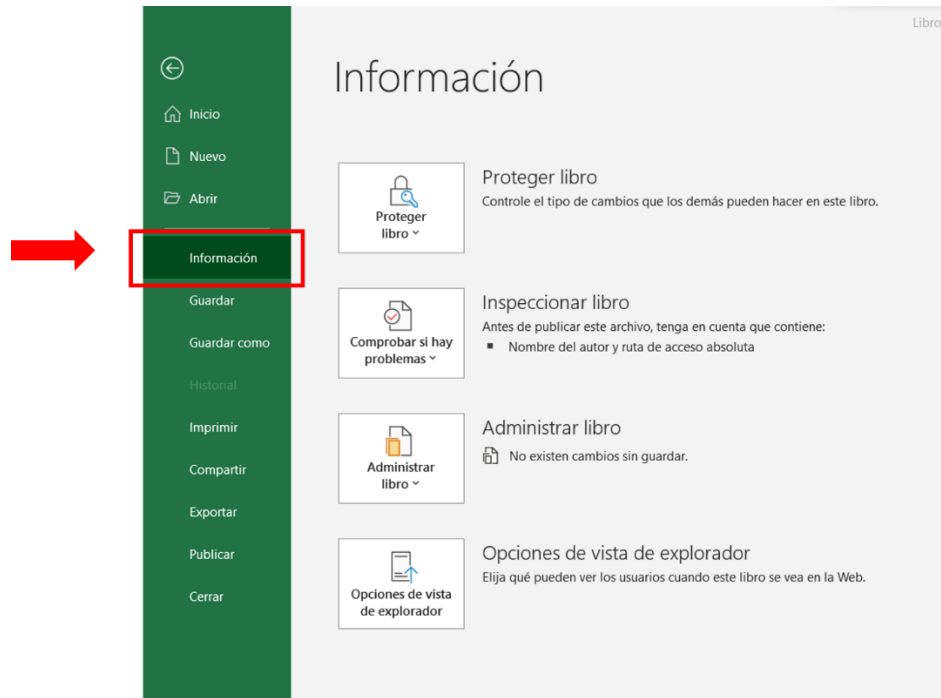 Libro
Información
Inicio
Nuevo
Abrir
Información
Guardar
Guardar como
Historial
Imprimir
Compartir
Exportar
Publicar
Cerrar
Proteger
libro
Proteger libro
Controle el tipo de cambios que los demás pueden hacer en este libro.
Comprobar si hay
problemas
Inspeccionar libro
Antes de publicar este archivo, tenga en cuenta que contiene:
Nombre del autor y ruta de acceso absoluta
Administrar
libro
Administrar libro
No existen cambios sin guardar.
Opciones de vista
de explorador
Opciones de vista de explorador
Elija qué pueden ver los usuarios cuando este libro se vea en la Web.